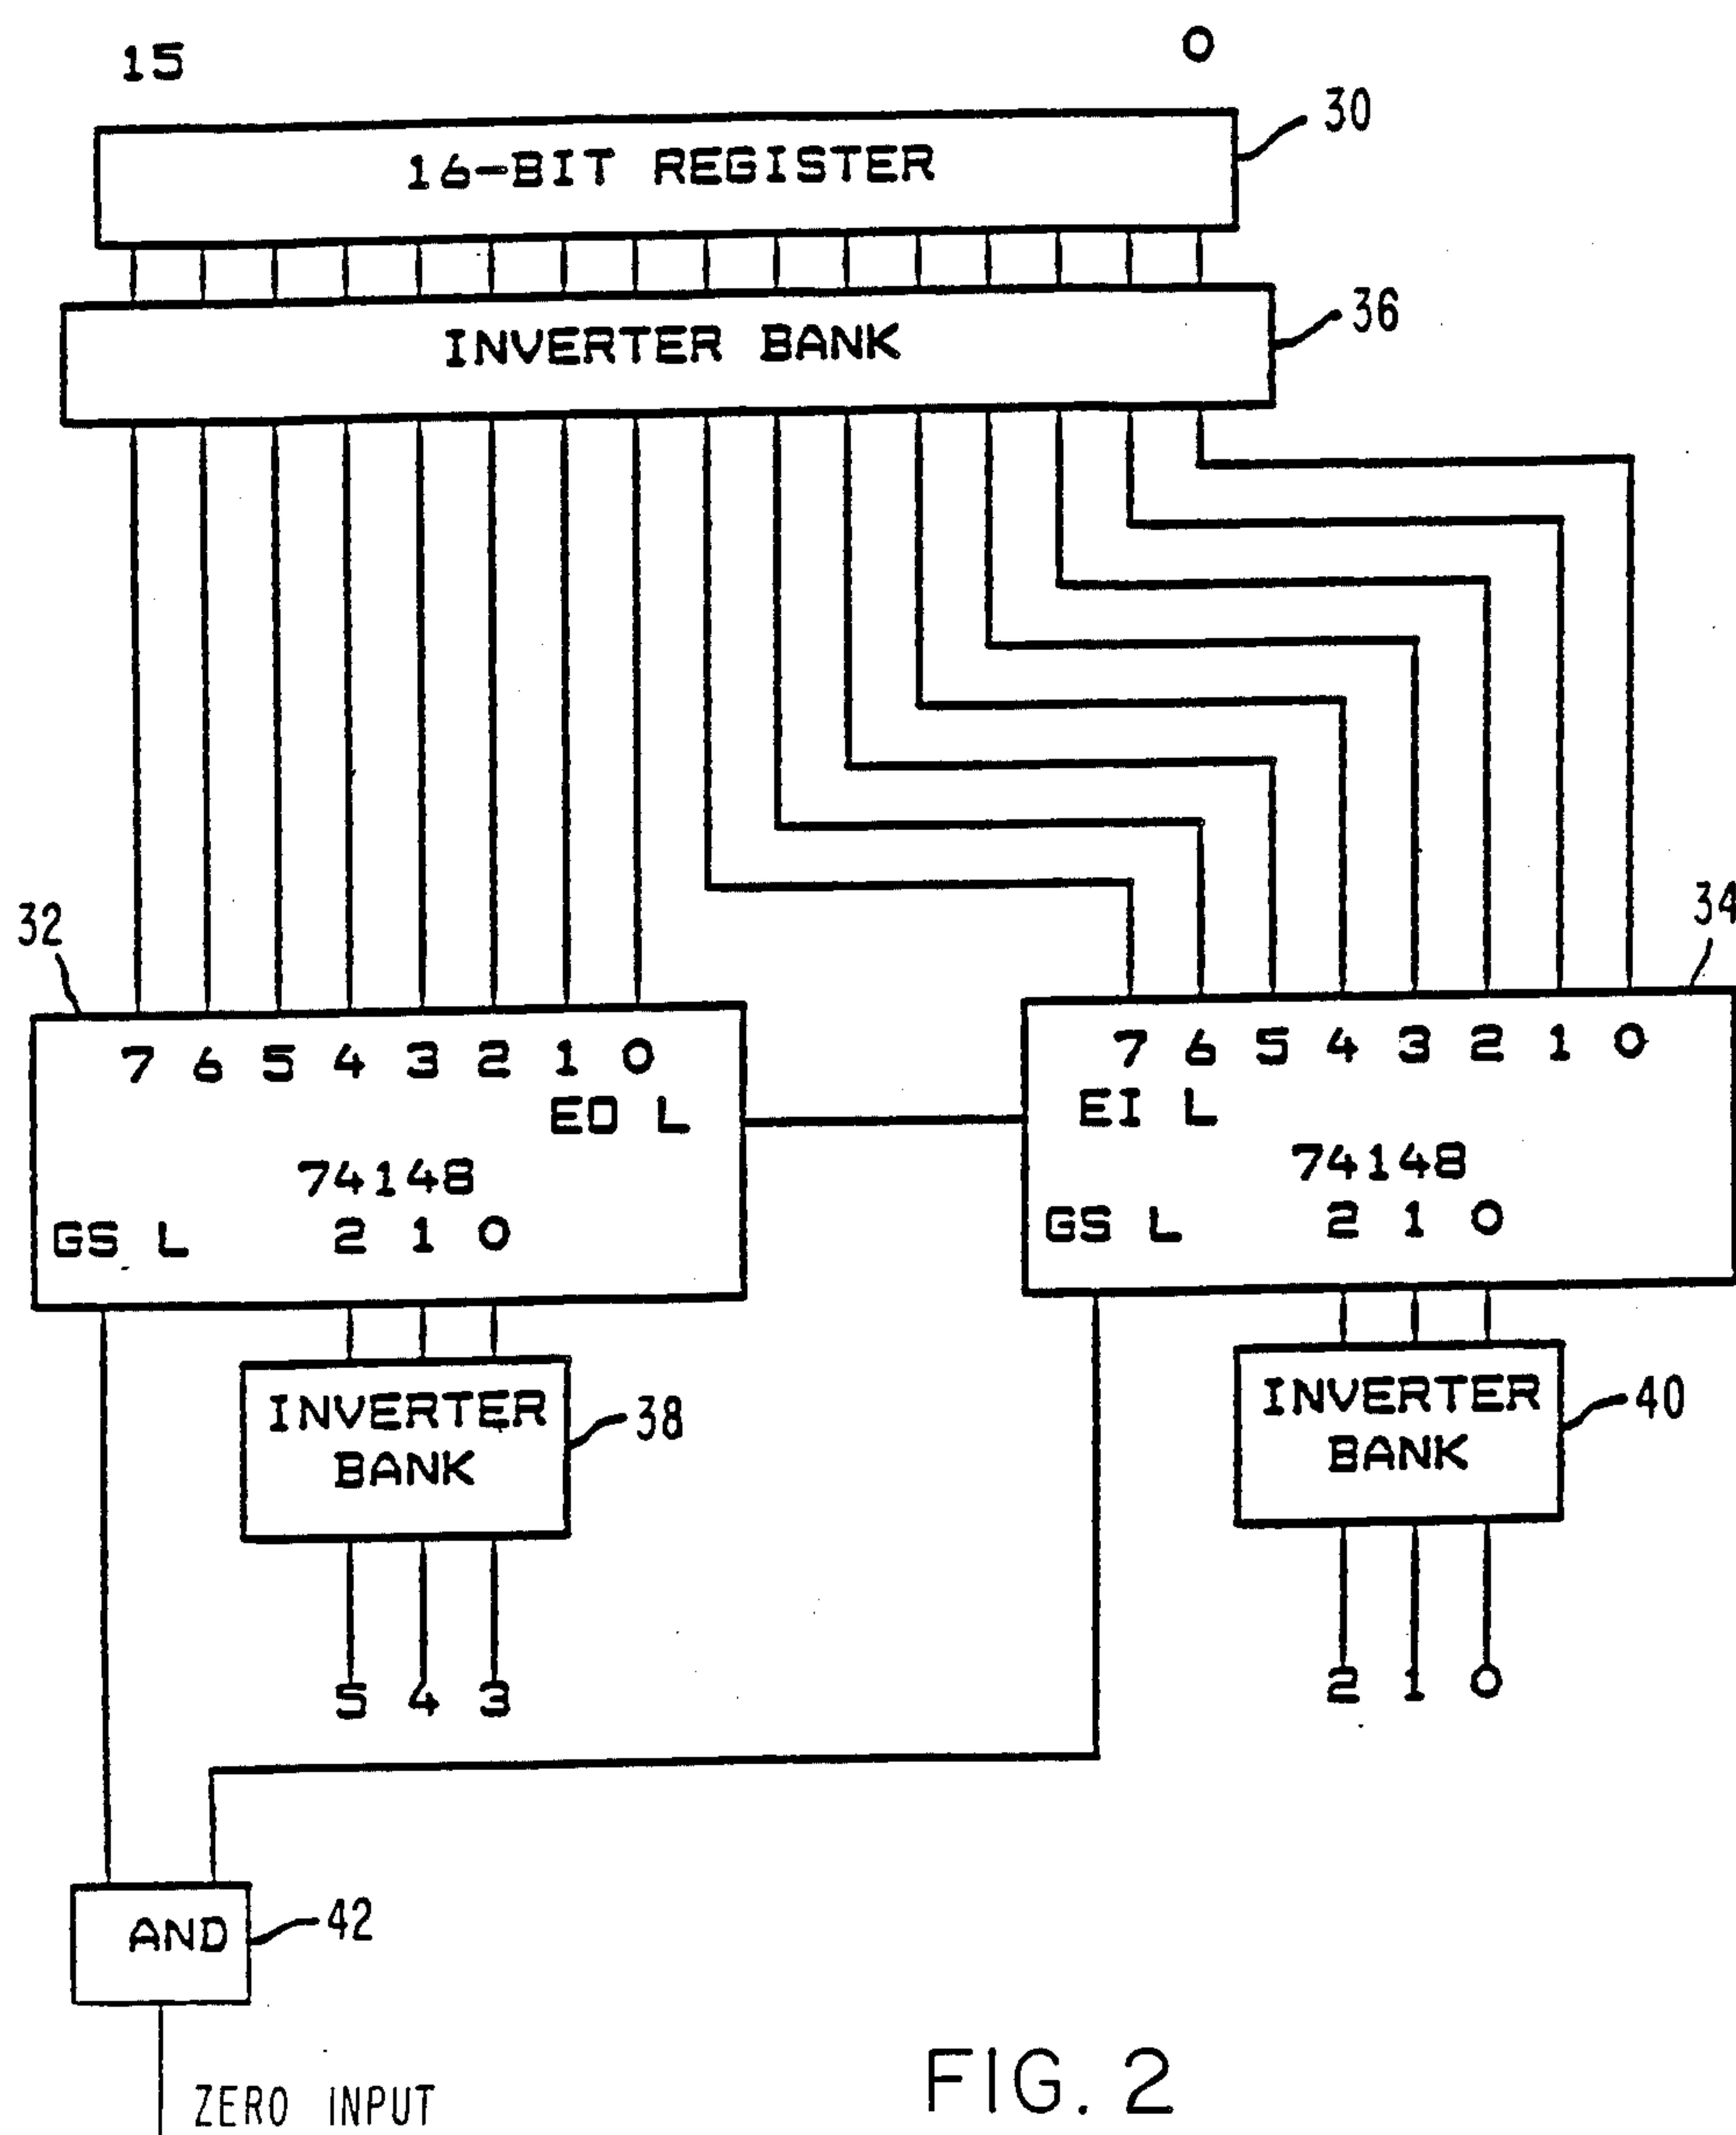 15 0
30
16-BIT REGISTER
36
INVERTER BANK
32
34
7 6 5 4 3 2 1 0
EO L
74148
GS L 2 1 0
7 6 5 4 3 2 1 0
EI L
74148
GS L 2 1 0
INVERTER
BANK
38
INVERTER
BANK
40
5 4 3
2 1 0
AND
42
ZERO INPUT
FIG. 2